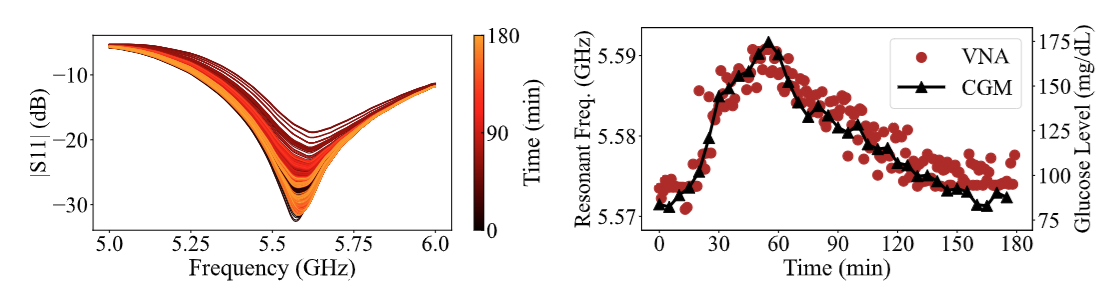 |S11| (dB)
−10
−20
−30
5.0 5.25 5.5 5.75 6.0
Frequency (GHz)
180
90
0
Time (min)
Resonant Freq. (GHz)
5.59
5.58
5.57
VNA
CGM
0 30 60 90 120 150 180
Time (min)
175
150
125
100
75
Glucose Level (mg/dL)